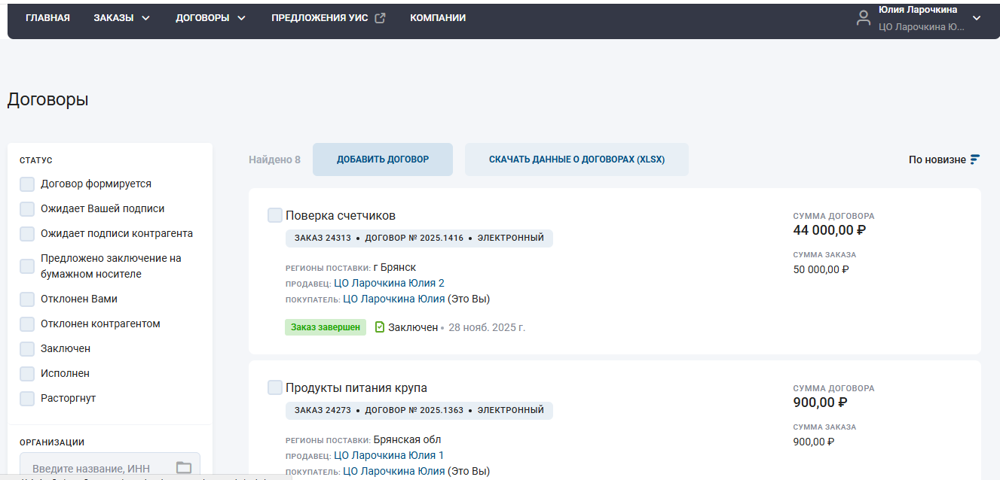 ГЛАВНАЯ ЗАКАЗЫ ДОГОВОРЫ ПРЕДЛОЖЕНИЯ УИС КОМПАНИИ
Юлия Ларочкина
ЦО Ларочкина Ю...
Договоры
СТАТУС
Договор формируется
Ожидает Вашей подписи
Ожидает подписи контрагента
Предложено заключение на
бумажном носителе
Отклонен Вами
Отклонен контрагентом
Заключен
Исполнен
Расторгнут
ОРГАНИЗАЦИИ
Введите название, ИНН
Найдено 8 ДОБАВИТЬ ДОГОВОР СКАЧАТЬ ДАННЫЕ О ДОГОВОРАХ (XLSX) По новизне
Поверка счетчиков
ЗАКАЗ 24313 • ДОГОВОР № 2025.1416 • ЭЛЕКТРОННЫЙ
РЕГИОНЫ ПОСТАВКИ: г Брянск
ПРОДАВЕЦ: ЦО Ларочкина Юлия 2
ПОКУПАТЕЛЬ: ЦО Ларочкина Юлия (Это Вы)
Заказ завершен Заключен • 28 нояб. 2025 г.
СУММА ДОГОВОРА
44 000,00 ₽
СУММА ЗАКАЗА
50 000,00 ₽
Продукты питания крупа
ЗАКАЗ 24273 • ДОГОВОР № 2025.1363 • ЭЛЕКТРОННЫЙ
РЕГИОНЫ ПОСТАВКИ: Брянская обл
ПРОДАВЕЦ: ЦО Ларочкина Юлия 1
ПОКУПАТЕЛЬ: ЦО Ларочкина Юлия (Это Вы)
СУММА ДОГОВОРА
900,00 ₽
СУММА ЗАКАЗА
900,00 ₽